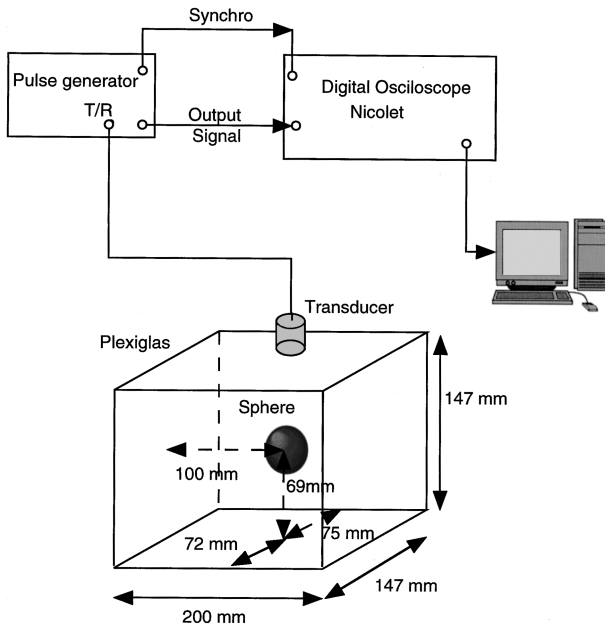 Synchro
Pulse generator
T/R
Output
Signal
Digital Osciloscope
Nicolet
Transducer
Plexiglas
Sphere
147 mm
100 mm
69mm
75 mm
72 mm
147 mm
200 mm